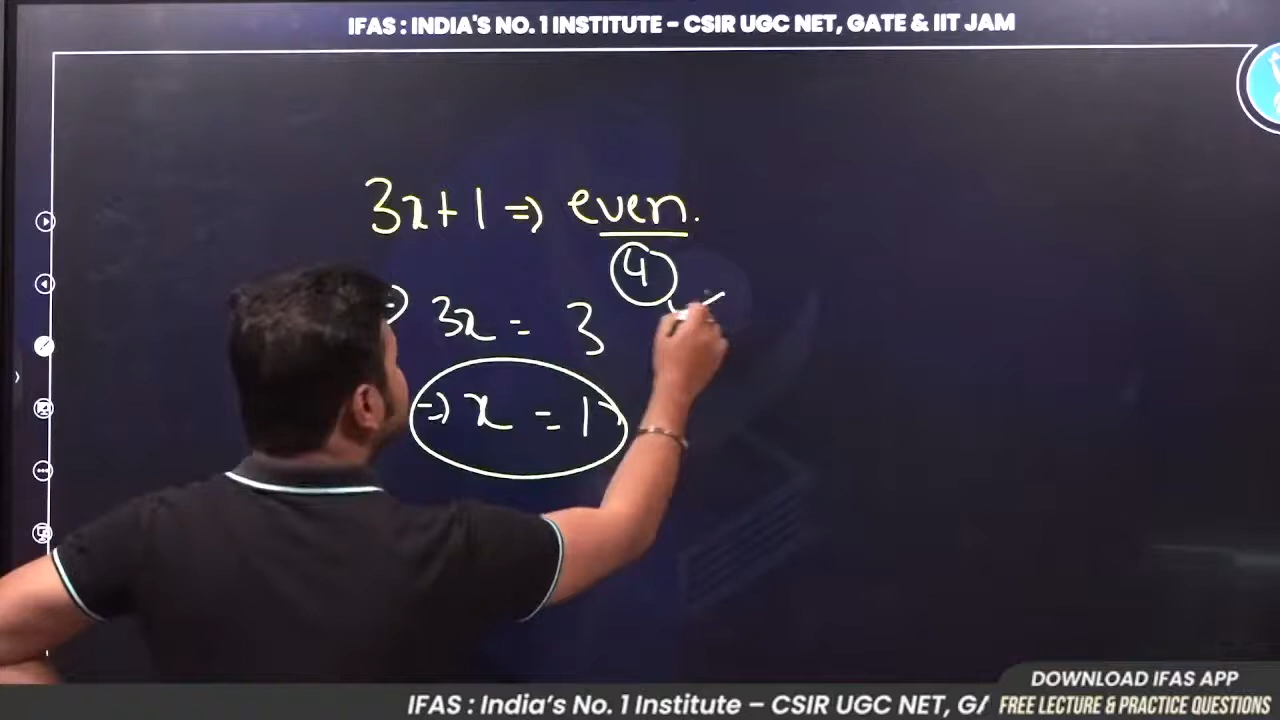 IFAS : INDIA'S NO. 1 INSTITUTE - CSIR UGC NET, GATE & IIT JAM
3x+1 ⇒ even.
4
3x = 3
⇒ x = 1
DOWNLOAD IFAS APP
IFAS : India's No. 1 Institute – CSIR UGC NET, G/
FREE LECTURE & PRACTICE QUESTIONS